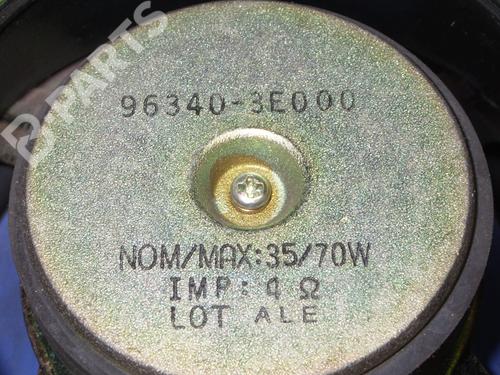 96340-3E000
NOM/MAX:35/70W
IMP: 4 Ω
LOT ALE
B-PARTS